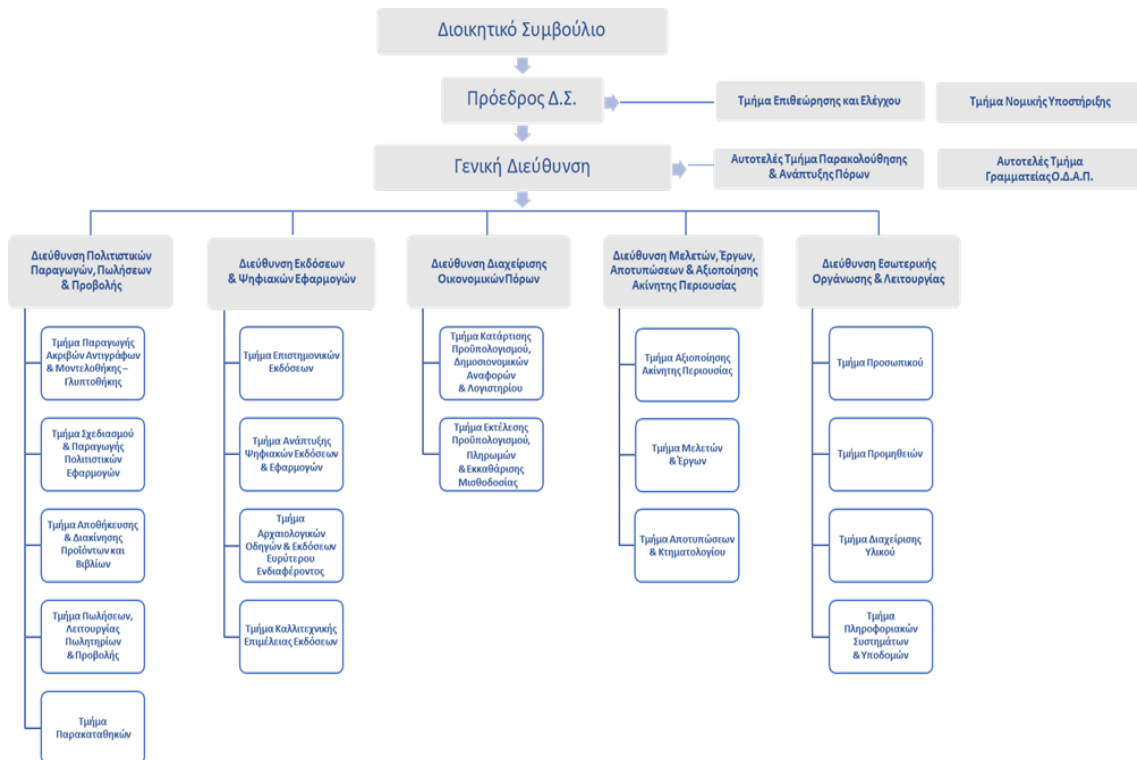 Διοικητικό Συμβούλιο
Πρόεδρος Δ.Σ.
Τμήμα Επιθεώρησης και Ελέγχου
Τμήμα Νομικής Υποστήριξης
Γενική Διεύθυνση
Αυτοτελές Τμήμα Παρακολούθησης
& Ανάπτυξης Πόρων
Αυτοτελές Τμήμα
Γραμματείας Ο.Δ.Α.Π.
Διεύθυνση Πολιτιστικών
Παραγωγών, Πωλήσεων
& Προβολής
Τμήμα Παραγωγής
Ακριβών Αντιγράφων
& Μοντελοθήκης –
Γλυπτοθήκης
Τμήμα Σχεδιασμού
& Παραγωγής
Πολιτιστικών
Εφαρμογών
Τμήμα Αποθήκευσης
& Διακίνησης
Προϊόντων και
Βιβλίων
Τμήμα Πωλήσεων,
Λειτουργίας
Πωλητηρίων
& Προβολής
Τμήμα
Παρακαταθηκών
Διεύθυνση Εκδόσεων
& Ψηφιακών Εφαρμογών
Τμήμα Επιστημονικών
Εκδόσεων
Τμήμα Ανάπτυξης
Ψηφιακών Εκδόσεων
& Εφαρμογών
Τμήμα
Αρχαιολογικών
Οδηγών & Εκδόσεων
Ευρύτερου
Ενδιαφέροντος
Τμήμα Καλλιτεχνικής
Επιμέλειας Εκδόσεων
Διεύθυνση Διαχείρισης
Οικονομικών Πόρων
Τμήμα Κατάρτισης
Προϋπολογισμού,
Δημοσιονομικών
Αναφορών
& Λογιστηρίου
Τμήμα Εκτέλεσης
Προϋπολογισμού,
Πληρωμών
& Εκκαθάρισης
Μισθοδοσίας
Διεύθυνση Μελετών, Έργων,
Αποτυπώσεων & Αξιοποίησης
Ακίνητης Περιουσίας
Τμήμα Αξιοποίησης
Ακίνητης Περιουσίας
Τμήμα Μελετών
& Έργων
Τμήμα Αποτυπώσεων
& Κτηματολογίου
Διεύθυνση Εσωτερικής
Οργάνωσης & Λειτουργίας
Τμήμα Προσωπικού
Τμήμα Προμηθειών
Τμήμα Διαχείρισης
Υλικού
Τμήμα
Πληροφοριακών
Συστημάτων
& Υποδομών